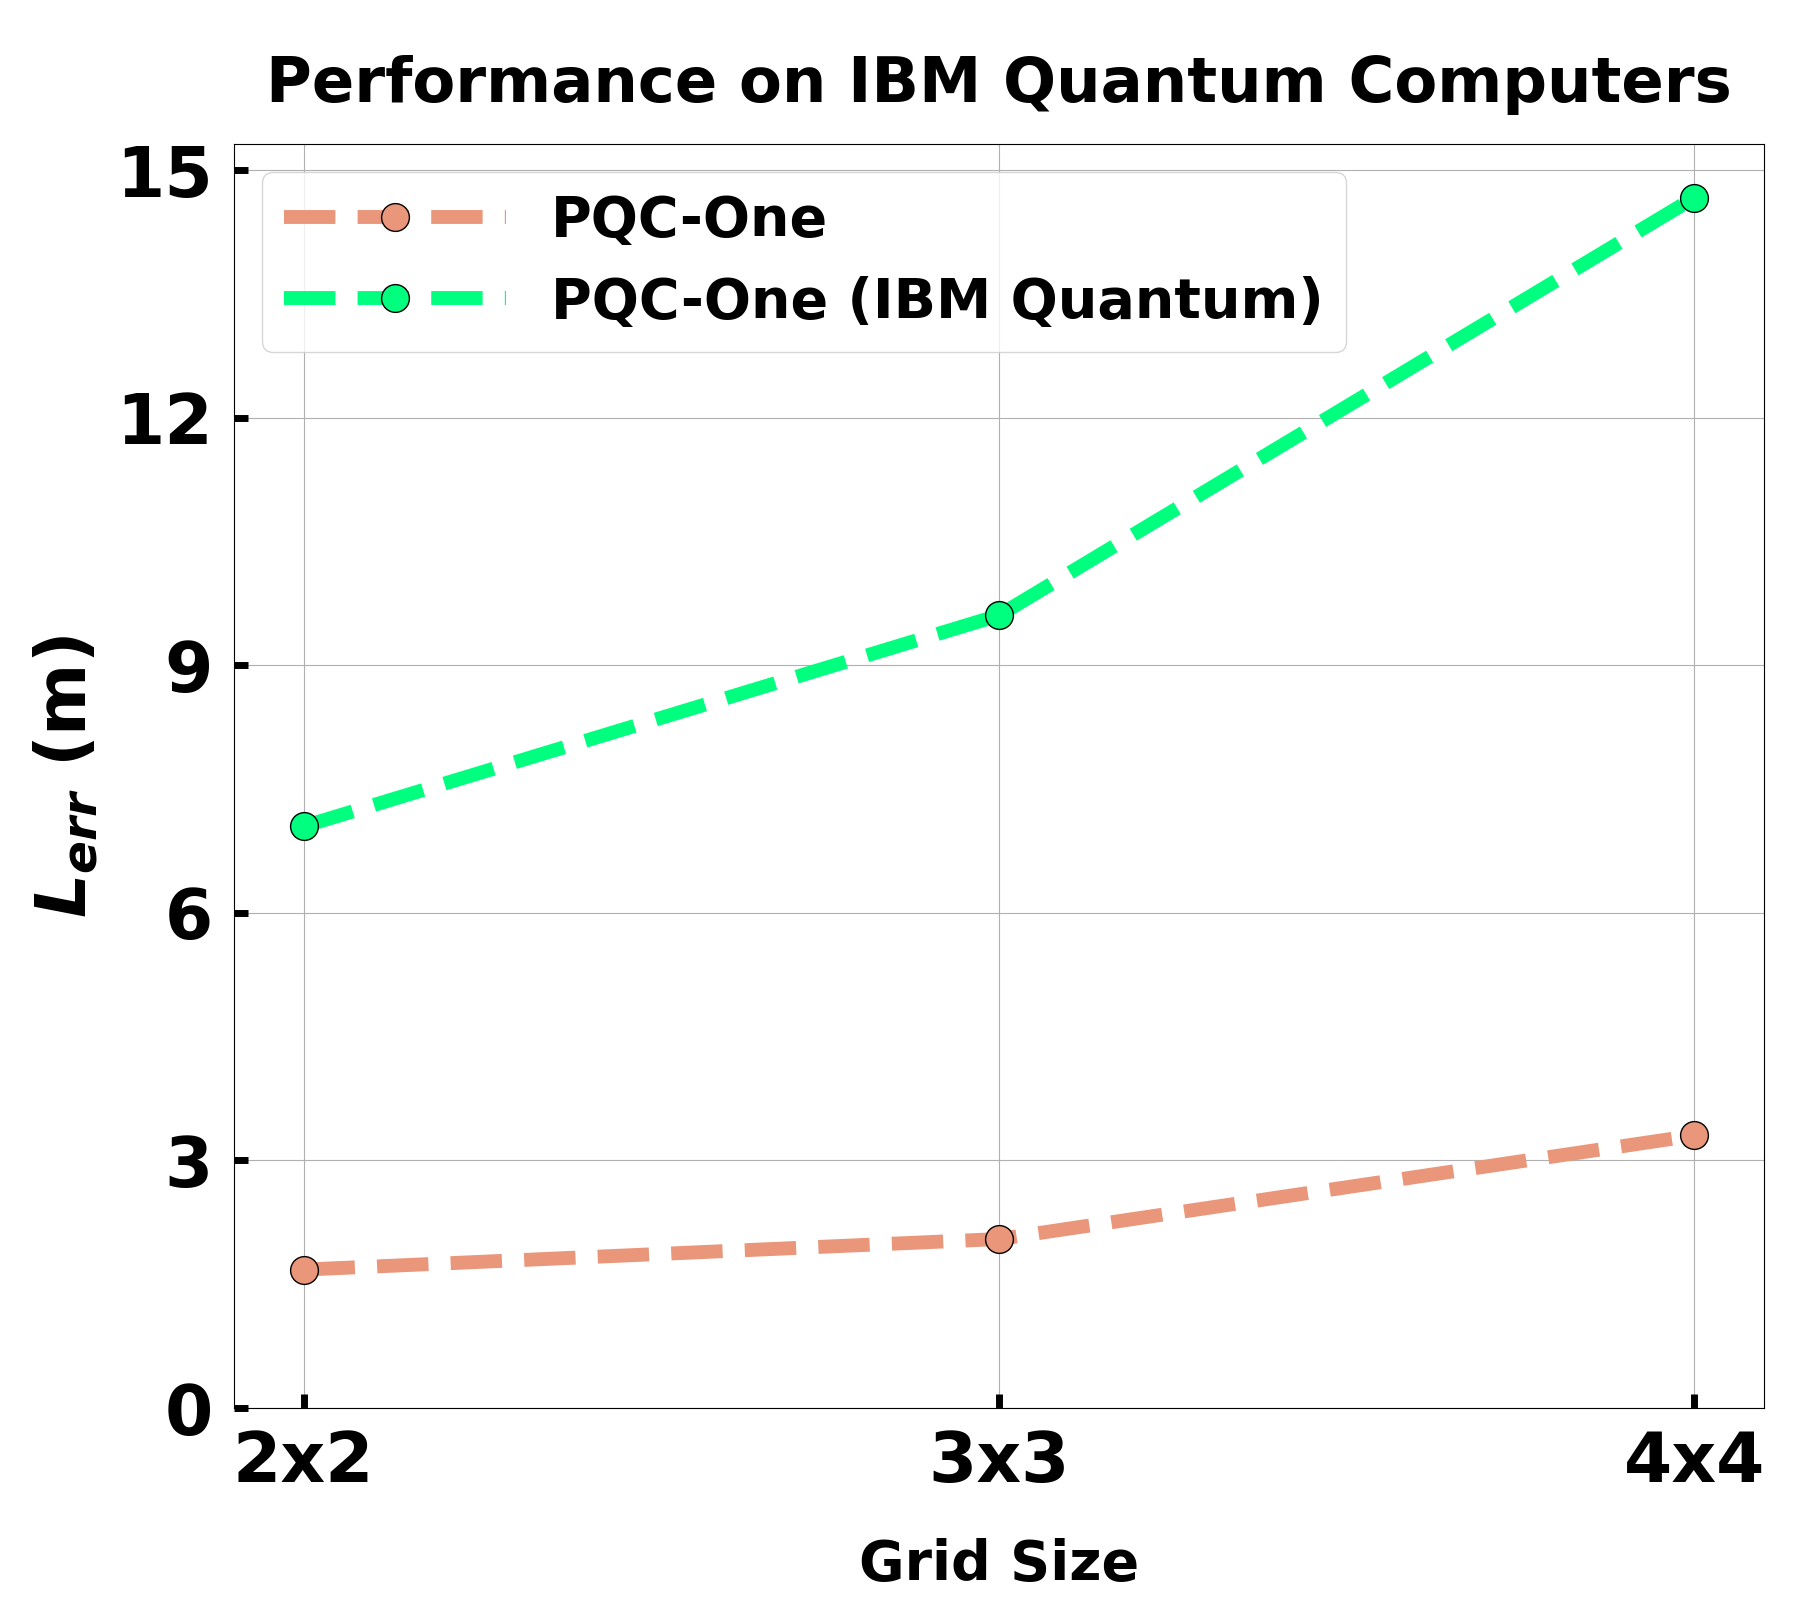 Performance on IBM Quantum Computers
PQC-One
PQC-One (IBM Quantum)
15
12
9
6
3
0
L_err (m)
2x2 3x3 4x4
Grid Size